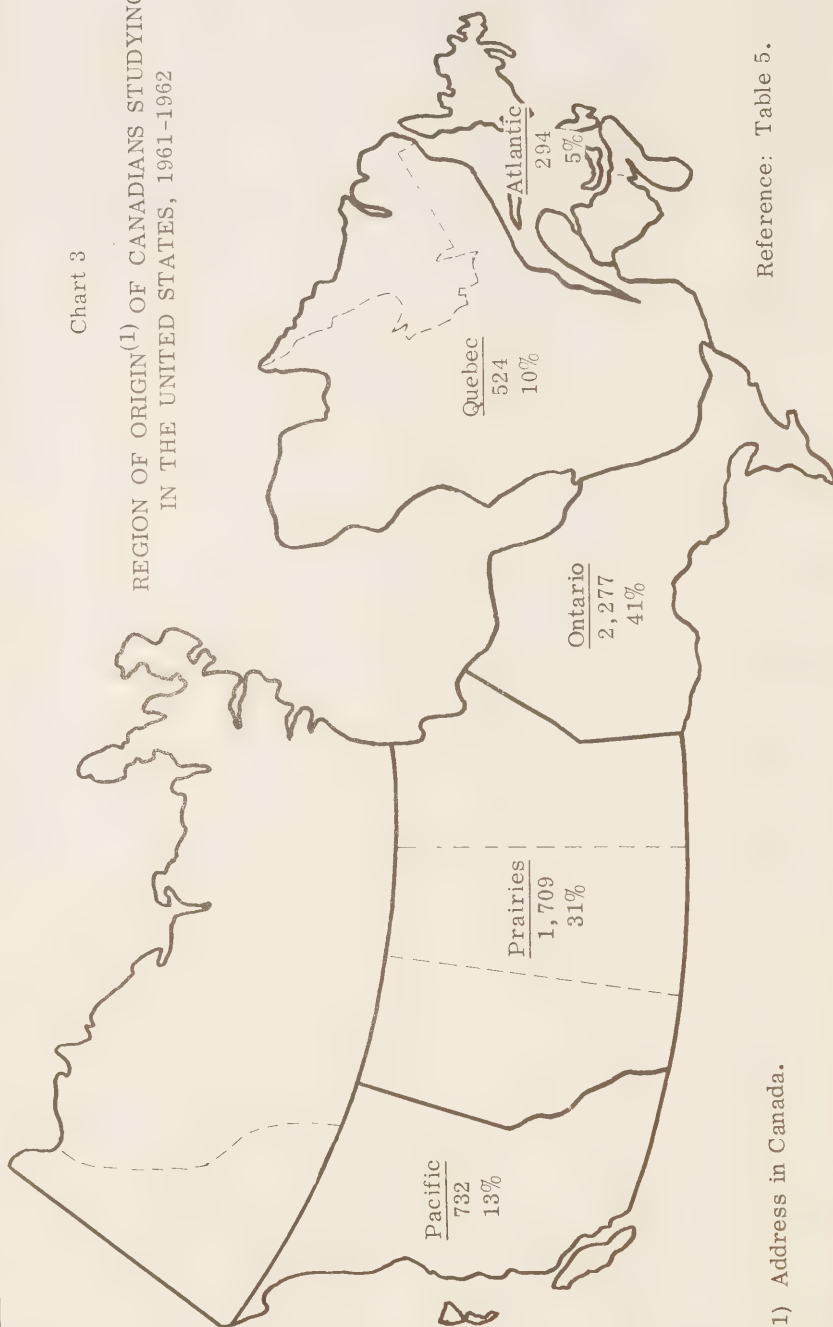 Chart 3
REGION OF ORIGIN(1) OF CANADIANS STUDYING
IN THE UNITED STATES, 1961-1962
Pacific
732
13%
Prairies
1,709
31%
Ontario
2,277
41%
Quebec
524
10%
Atlantic
294
5%
1) Address in Canada.
Reference: Table 5.